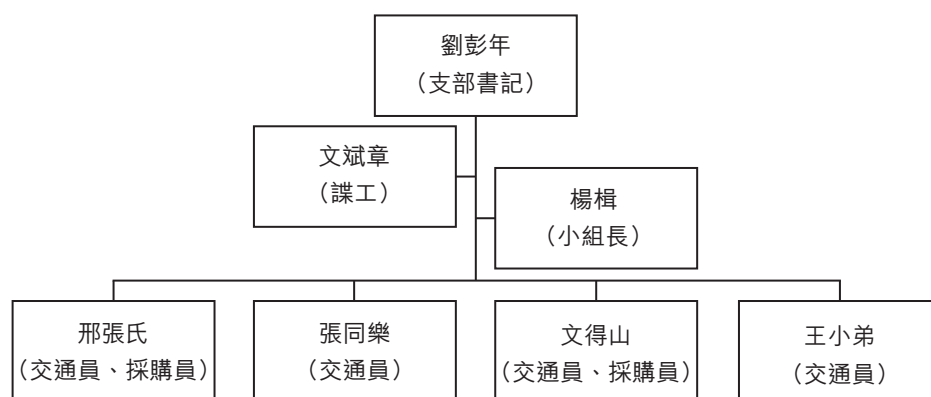 劉彭年
（支部書記）
文斌章
（諜工）
楊楫
（小組長）
邢張氏
（交通員、採購員）
張同樂
（交通員）
文得山
（交通員、採購員）
王小弟
（交通員）